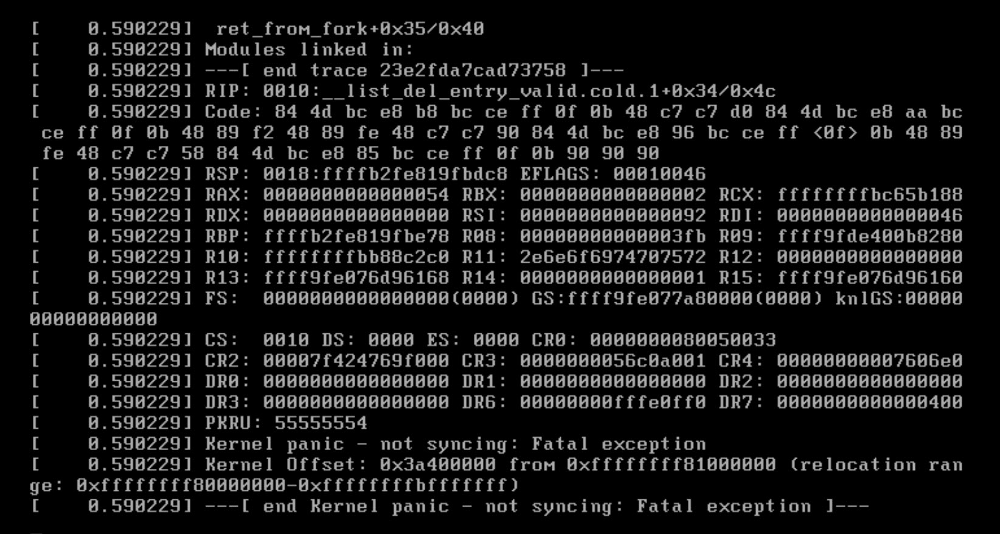 [    0.590229]  ret_from_fork+0x35/0x40
[    0.590229] Modules linked in:
[    0.590229] ---[ end trace 23e2fda7cad73758 ]---
[    0.590229] RIP: 0010:__list_del_entry_valid.cold.1+0x34/0x4c
[    0.590229] Code: 84 4d bc e8 b8 bc ce ff 0f 0b 48 c7 c7 d0 84 4d bc e8 aa bc
 ce ff 0f 0b 48 89 f2 48 89 fe 48 c7 c7 90 84 4d bc e8 96 bc ce ff <0f> 0b 48 89
 fe 48 c7 c7 58 84 4d bc e8 85 bc ce ff 0f 0b 90 90 90
[    0.590229] RSP: 0018:ffffb2fe819fbdc8 EFLAGS: 00010046
[    0.590229] RAX: 0000000000000054 RBX: 0000000000000002 RCX: ffffffffbc65b188
[    0.590229] RDX: 0000000000000000 RSI: 0000000000000092 RDI: 0000000000000046
[    0.590229] RBP: ffffb2fe819fbe78 R08: 00000000000003fb R09: ffff9fde400b8280
[    0.590229] R10: ffffffffbb88c2c0 R11: 2e6e6f6974707572 R12: 0000000000000000
[    0.590229] R13: ffff9fe076d96168 R14: 0000000000000001 R15: ffff9fe076d96160
[    0.590229] FS:  0000000000000000(0000) GS:ffff9fe077a80000(0000) knlGS:00000
00000000000
[    0.590229] CS:  0010 DS: 0000 ES: 0000 CR0: 0000000080050033
[    0.590229] CR2: 00007f424769f000 CR3: 0000000056c0a001 CR4: 00000000007606e0
[    0.590229] DR0: 0000000000000000 DR1: 0000000000000000 DR2: 0000000000000000
[    0.590229] DR3: 0000000000000000 DR6: 00000000fffe0ff0 DR7: 0000000000000400
[    0.590229] PKRU: 55555554
[    0.590229] Kernel panic - not syncing: Fatal exception
[    0.590229] Kernel Offset: 0x3a400000 from 0xffffffff81000000 (relocation ran
ge: 0xffffffff80000000-0xffffffffbfffffff)
[    0.590229] ---[ end Kernel panic - not syncing: Fatal exception ]---